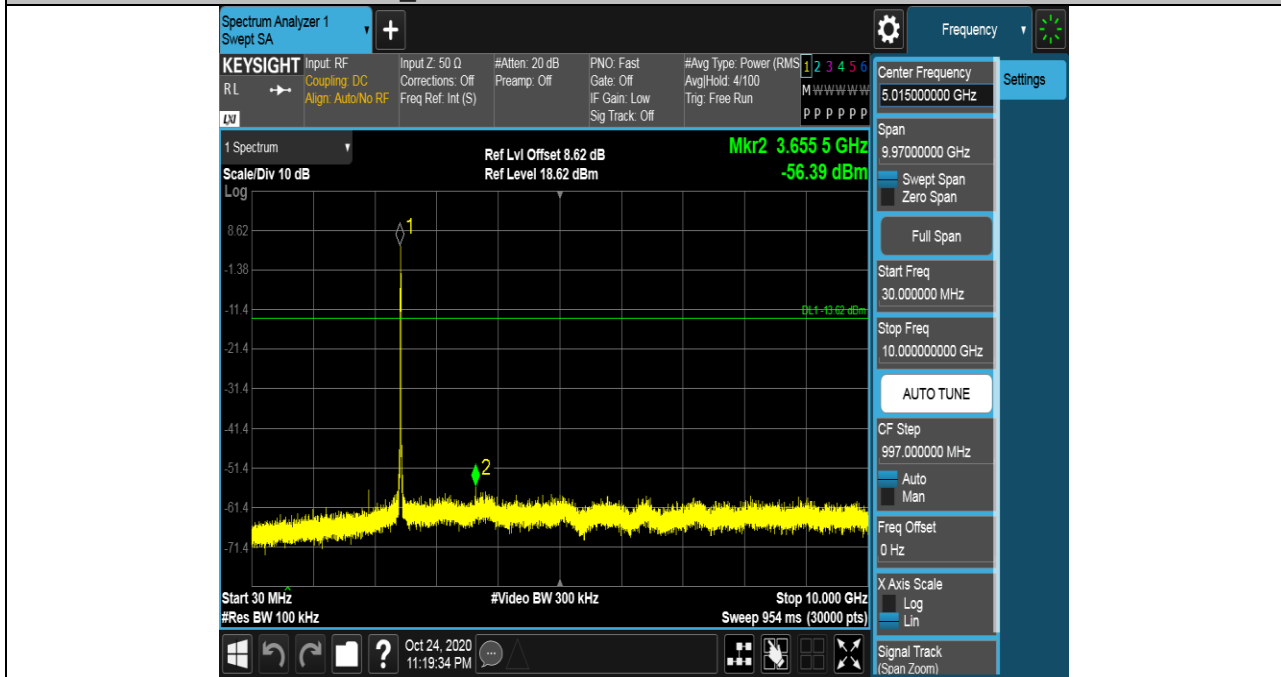 Spectrum Analyzer 1
Swept SA
+
Frequency
KEYSIGHT
RL
LXI
Input: RF
Coupling: DC
Align: Auto/No RF
Input Z: 50 Ω
Corrections: Off
Freq Ref: Int (S)
#Atten: 20 dB
Preamp: Off
PNO: Fast
Gate: Off
IF Gain: Low
Sig Track: Off
#Avg Type: Power (RMS
Avg|Hold: 4/100
Trig: Free Run
1 2 3 4 5 6
M W W W W W
P P P P P P
1 Spectrum
Scale/Div 10 dB
Ref Lvl Offset 8.62 dB
Ref Level 18.62 dBm
Mkr2 3.655 5 GHz
-56.39 dBm
Log
8.62
-1.38
-11.4
-21.4
-31.4
-41.4
-51.4
-61.4
-71.4
1
2
DL1 -13.62 dBm
Start 30 MHz
#Res BW 100 kHz
#Video BW 300 kHz
Stop 10.000 GHz
Sweep 954 ms (30000 pts)
Center Frequency
5.015000000 GHz
Settings
Span
9.97000000 GHz
Swept Span
Zero Span
Full Span
Start Freq
30.000000 MHz
Stop Freq
10.000000000 GHz
AUTO TUNE
CF Step
997.000000 MHz
Auto
Man
Freq Offset
0 Hz
X Axis Scale
Log
Lin
Signal Track
(Span Zoom)
?
Oct 24, 2020
11:19:34 PM